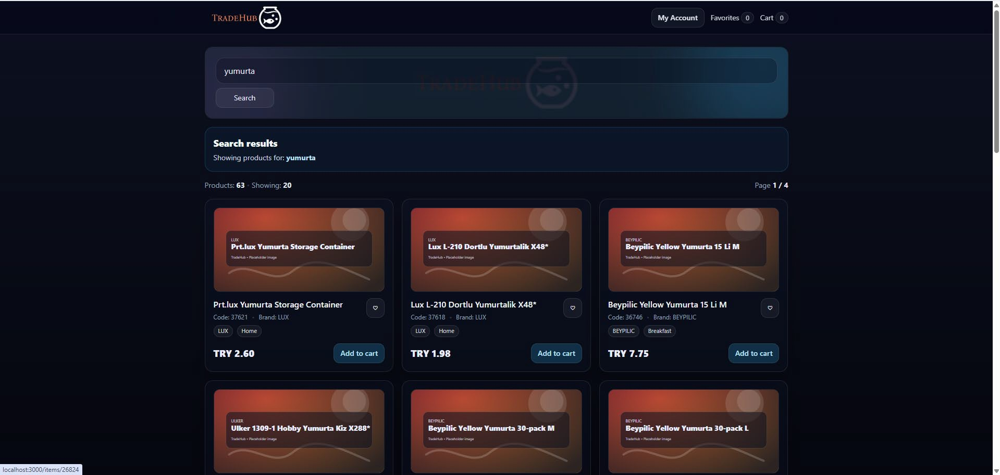 TradeHub
My Account Favorites 0 Cart 0
yumurta
TradeHub
Search
Search results
Showing products for: yumurta
Products: 63 • Showing: 20
Page 1 / 4
LUX
Prt.lux Yumurta Storage Container
TradeHub • Placeholder image
Prt.lux Yumurta Storage Container
Code: 37621 • Brand: LUX
LUX Home
TRY 2.60 Add to cart
LUX
Lux L-210 Dortlu Yumurtalik X48*
TradeHub • Placeholder image
Lux L-210 Dortlu Yumurtalik X48*
Code: 37618 • Brand: LUX
LUX Home
TRY 1.98 Add to cart
BEYPILIC
Beypilic Yellow Yumurta 15 Li M
TradeHub • Placeholder image
Beypilic Yellow Yumurta 15 Li M
Code: 36746 • Brand: BEYPILIC
BEYPILIC Breakfast
TRY 7.75 Add to cart
ULKER
Ulker 1309-1 Hobby Yumurta Kiz X288*
TradeHub • Placeholder image
BEYPILIC
Beypilic Yellow Yumurta 30-pack M
TradeHub • Placeholder image
BEYPILIC
Beypilic Yellow Yumurta 30-pack L
TradeHub • Placeholder image
localhost:3000/items/26824